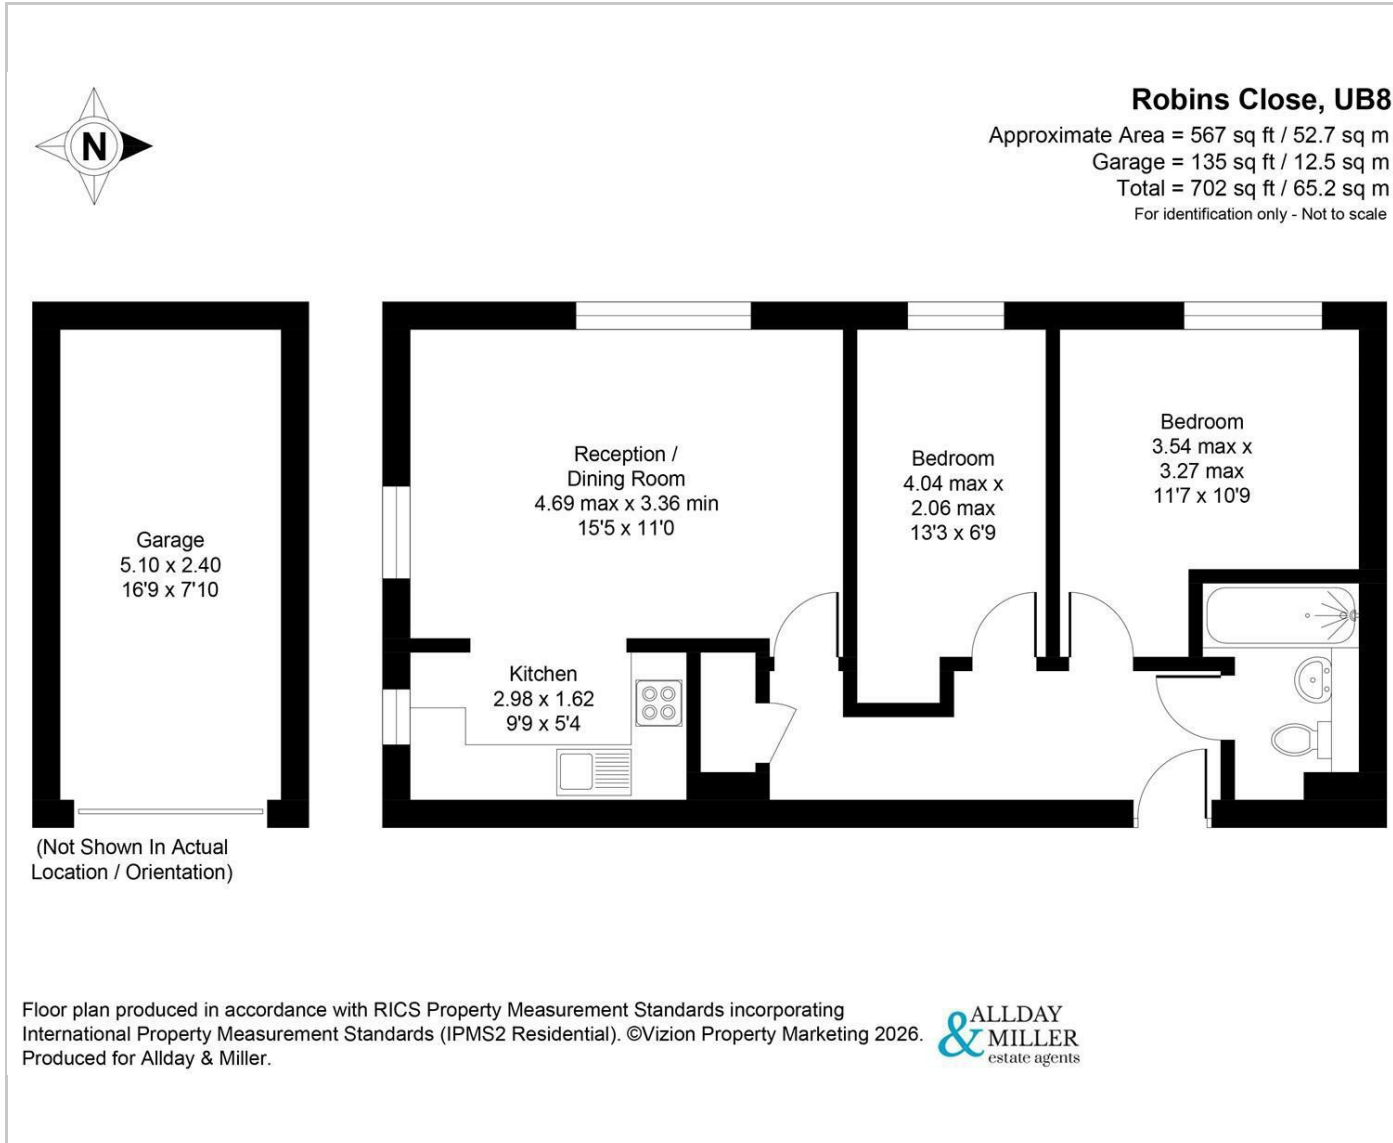 N
Robins Close, UB8
Approximate Area = 567 sq ft / 52.7 sq m
Garage = 135 sq ft / 12.5 sq m
Total = 702 sq ft / 65.2 sq m
For identification only - Not to scale
Garage
5.10 x 2.40
16'9 x 7'10
(Not Shown In Actual
Location / Orientation)
Reception /
Dining Room
4.69 max x 3.36 min
15'5 x 11'0
Kitchen
2.98 x 1.62
9'9 x 5'4
Bedroom
4.04 max x
2.06 max
13'3 x 6'9
Bedroom
3.54 max x
3.27 max
11'7 x 10'9
Floor plan produced in accordance with RICS Property Measurement Standards incorporating
International Property Measurement Standards (IPMS2 Residential). ©Vizion Property Marketing 2026.
Produced for Allday & Miller.
ALLDAY
& MILLER
estate agents